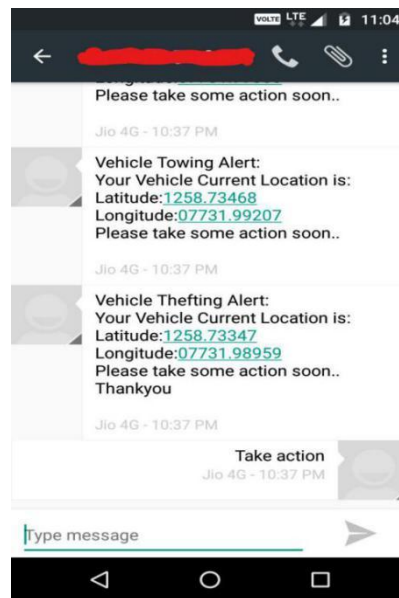 VOLTE LTE 11:04
Please take some action soon..
Jio 4G - 10:37 PM
Vehicle Towing Alert:
Your Vehicle Current Location is:
Latitude:1258.73468
Longitude:07731.99207
Please take some action soon..
Jio 4G - 10:37 PM
Vehicle Thefting Alert:
Your Vehicle Current Location is:
Latitude:1258.73347
Longitude:07731.98959
Please take some action soon..
Thankyou
Jio 4G - 10:37 PM
Take action
Jio 4G - 10:37 PM
Type message